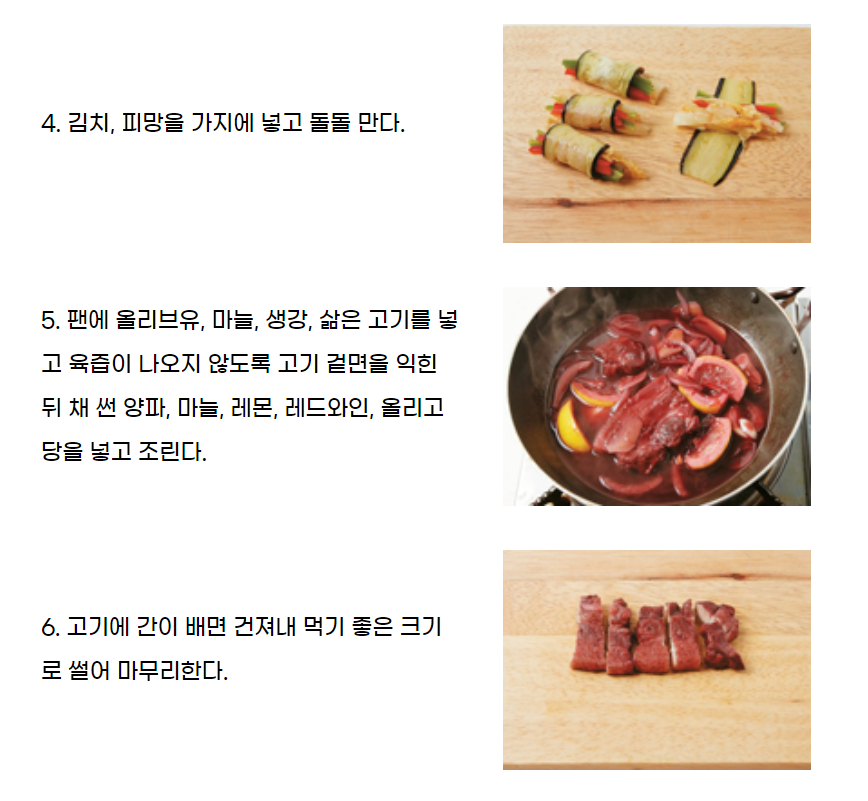 4. 김치, 피망을 가지에 넣고 돌돌 만다.
5. 팬에 올리브유, 마늘, 생강, 삶은 고기를 넣
고 육즙이 나오지 않도록 고기 겉면을 익힌
뒤 채 썬 양파, 마늘, 레몬, 레드와인, 올리고
당을 넣고 조린다.
6. 고기에 간이 배면 건져내 먹기 좋은 크기
로 썰어 마무리한다.